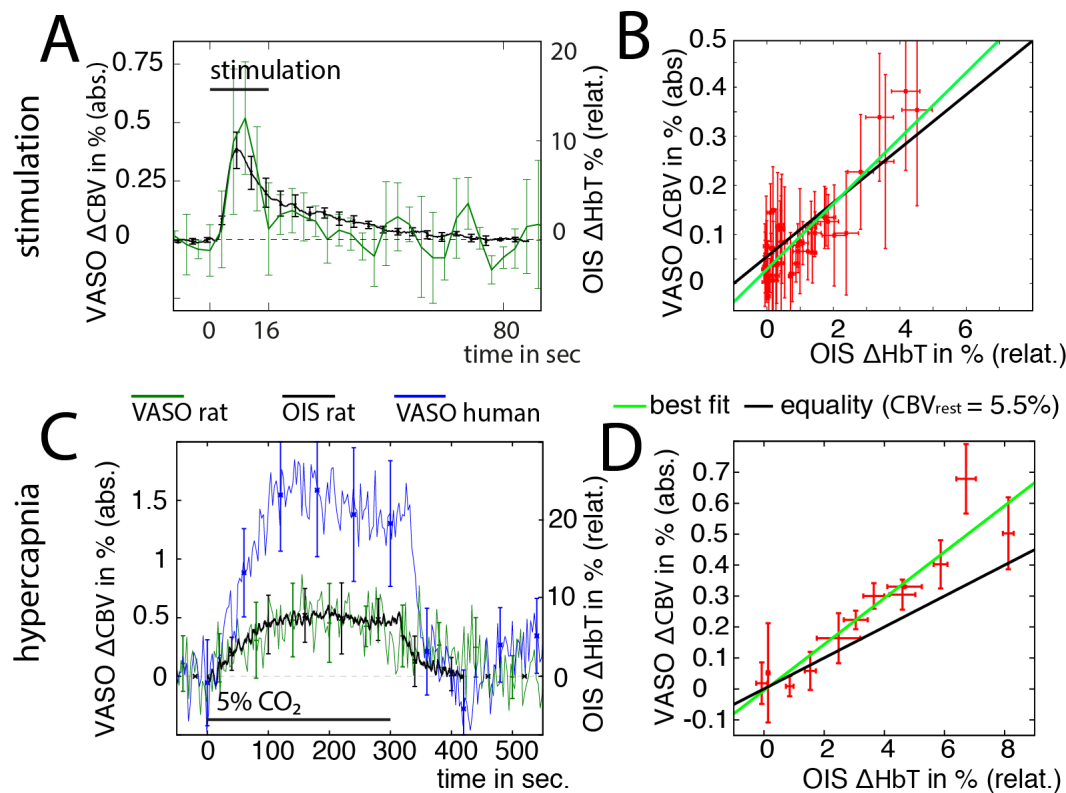 A
stimulation
VASO ΔCBV in % (abs.)
0.75
0.5
0.25
0
stimulation
0
16
80
time in sec
20
10
0
OIS ΔHbT % (relat.)
B
VASO ΔCBV in % (abs)
0.5
0.4
0.3
0.2
0.1
0
0
2
4
6
OIS ΔHbT in % (relat.)
VASO rat
OIS rat
VASO human
best fit
equality (CBVrest = 5.5%)
C
hypercapnia
VASO ΔCBV in % (abs.)
1.5
1
0.5
0
5% CO₂
0 100 200 300 400 500
time in sec.
20
10
0
OIS ΔHbT in % (relat.)
D
VASO ΔCBV in % (abs.)
0.7
0.6
0.5
0.4
0.3
0.2
0.1
0
-0.1
0
2
4
6
8
OIS ΔHbT in % (relat.)